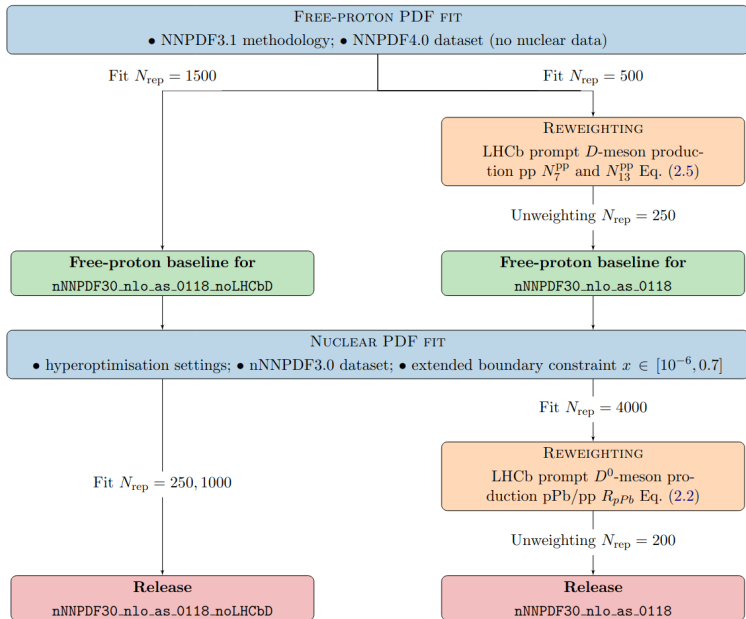 FREE-PROTON PDF FIT
• NNPDF3.1 methodology; • NNPDF4.0 dataset (no nuclear data)
Fit N_rep = 1500
Fit N_rep = 500
REWEIGHTING
LHCb prompt D-meson produc-
tion pp N_7^pp and N_13^pp Eq. (2.5)
Unweighting N_rep = 250
Free-proton baseline for
nNNPDF30_nlo_as_0118_noLHCbD
Free-proton baseline for
nNNPDF30_nlo_as_0118
NUCLEAR PDF FIT
• hyperoptimisation settings; • nNNPDF3.0 dataset; • extended boundary constraint x ∈ [10^−6, 0.7]
Fit N_rep = 4000
REWEIGHTING
LHCb prompt D^0-meson pro-
duction pPb/pp R_pPb Eq. (2.2)
Fit N_rep = 250, 1000
Unweighting N_rep = 200
Release
nNNPDF30_nlo_as_0118_noLHCbD
Release
nNNPDF30_nlo_as_0118